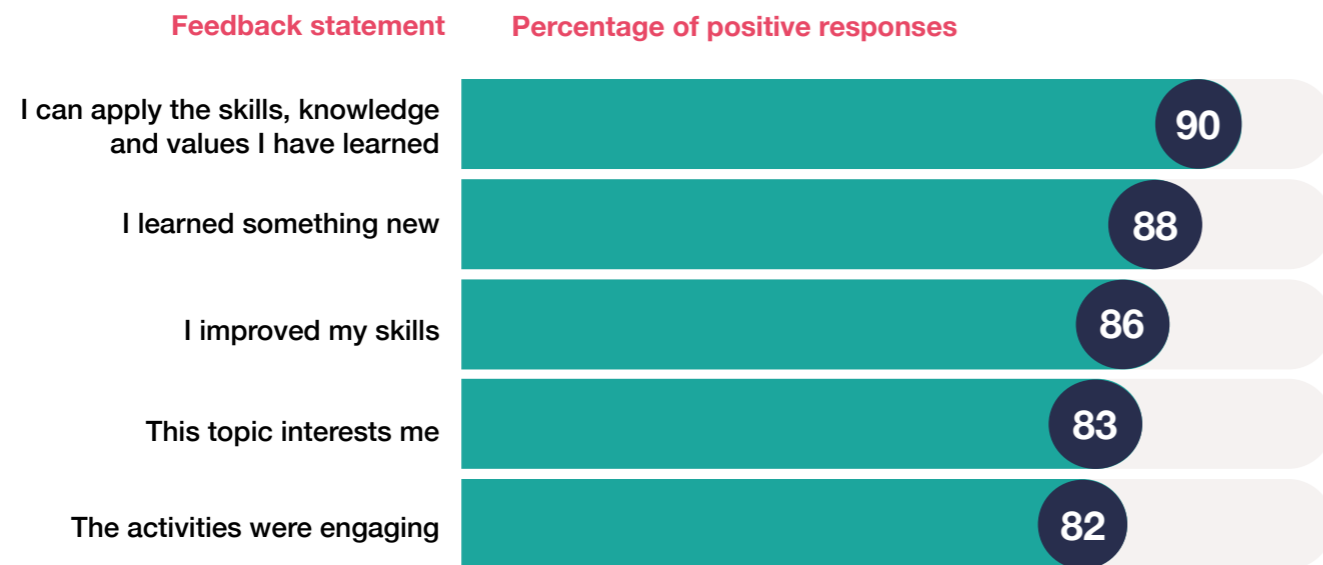 Feedback statement
Percentage of positive responses
I can apply the skills, knowledge
and values I have learned
90
I learned something new
88
I improved my skills
86
This topic interests me
83
The activities were engaging
82